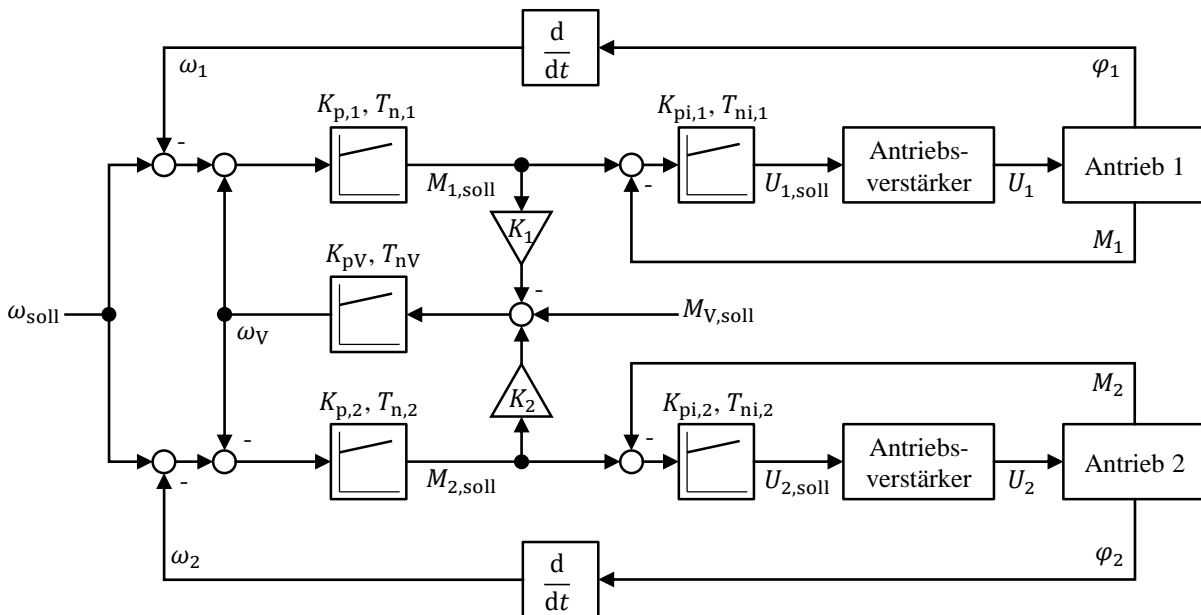 d
dt
ω₁
φ₁
Kp,1, Tn,1
Kpi,1, Tni,1
-
M1,soll
-
U1,soll
Antriebs-
verstärker
U₁
Antrieb 1
K₁
M₁
KpV, TnV
-
ωsoll
ωV
MV,soll
K₂
M₂
Kp,2, Tn,2
Kpi,2, Tni,2
-
-
-
M2,soll
U2,soll
Antriebs-
verstärker
U₂
Antrieb 2
ω₂
φ₂
d
dt